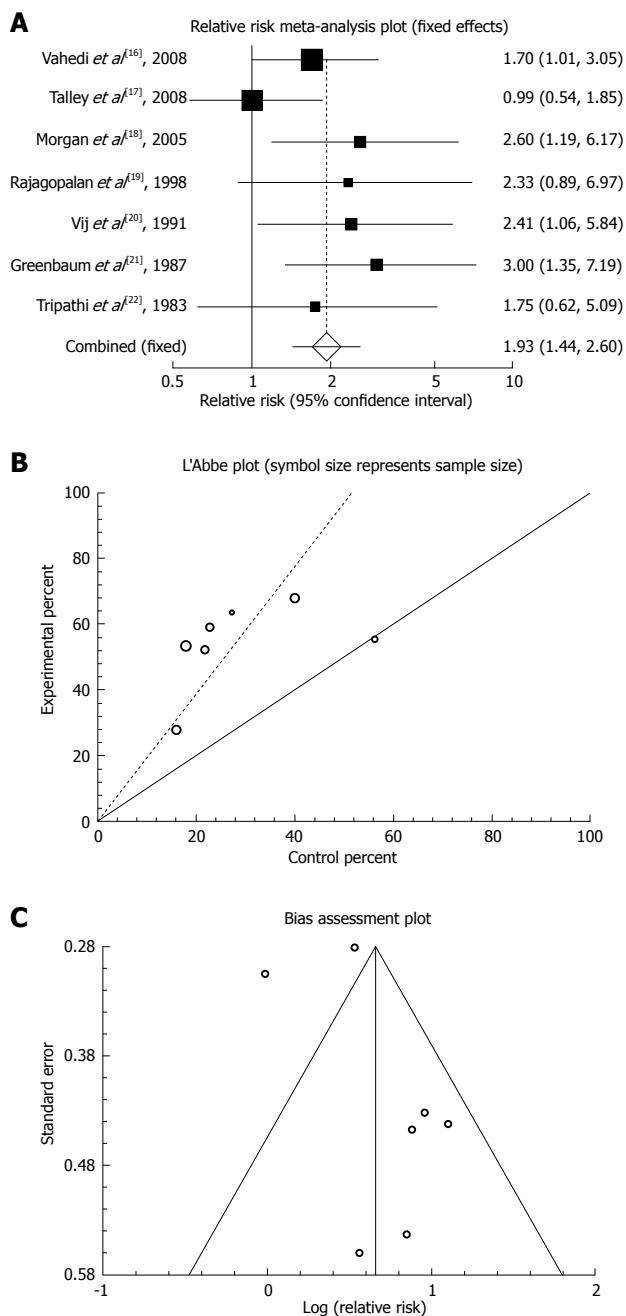 A
Relative risk meta-analysis plot (fixed effects)
Vahedi et al[16], 2008 1.70 (1.01, 3.05)
Talley et al[17], 2008 0.99 (0.54, 1.85)
Morgan et al[18], 2005 2.60 (1.19, 6.17)
Rajagopalan et al[19], 1998 2.33 (0.89, 6.97)
Vij et al[20], 1991 2.41 (1.06, 5.84)
Greenbaum et al[21], 1987 3.00 (1.35, 7.19)
Tripathi et al[22], 1983 1.75 (0.62, 5.09)
Combined (fixed) 1.93 (1.44, 2.60)
0.5 1 2 5 10
Relative risk (95% confidence interval)
B
L'Abbe plot (symbol size represents sample size)
Experimental percent
100
80
60
40
20
0
0 20 40 60 80 100
Control percent
C
Bias assessment plot
Standard error
0.28
0.38
0.48
0.58
-1 0 1 2
Log (relative risk)